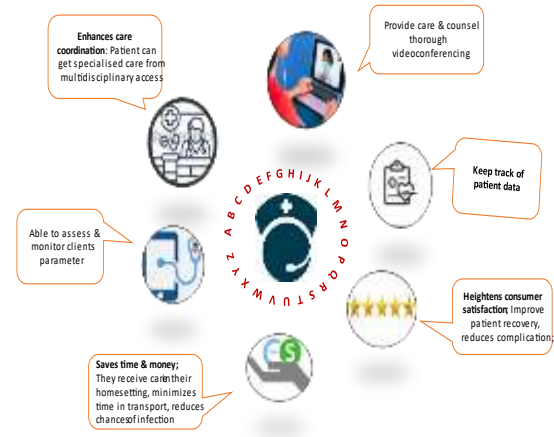 Enhances care
coordination: Patient can
get specialised care from
multidisciplinary access
Provide care & counsel
thorough
videoconferencing
Keep track of
patient data
Able to assess &
monitor clients
parameter
A B C D E F G H I J K L M N O P Q R S T U V W X Y Z
Heightens consumer
satisfaction; Improve
patient recovery,
reduces complication;
Saves time & money;
They receive care in their
home setting, minimizes
time in transport, reduces
chances of infection